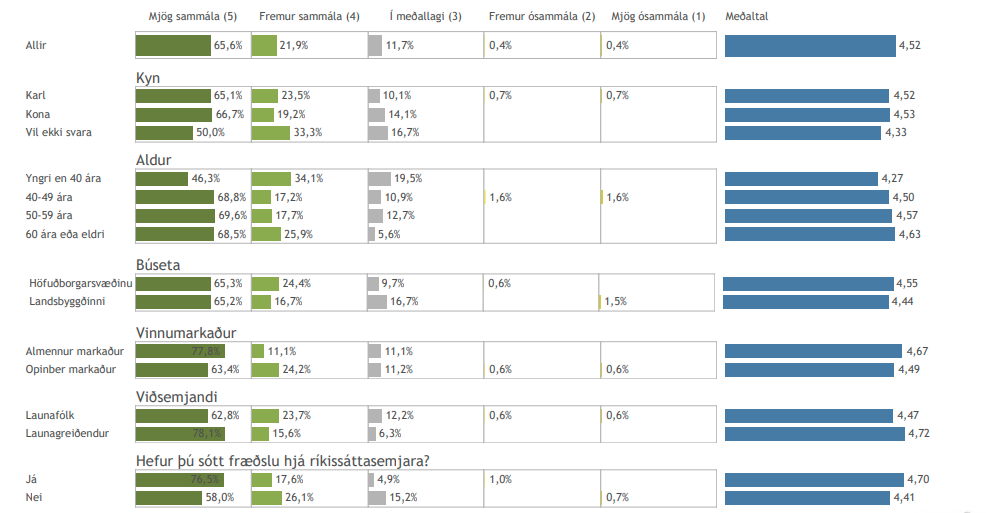 Mjög sammála (5) Fremur sammála (4) Í meðallagi (3) Fremur ósammála (2) Mjög ósammála (1) Meðaltal
Allir 65,6% 21,9% 11,7% 0,4% 0,4% 4,52
Kyn
Karl 65,1% 23,5% 10,1% 0,7% 0,7% 4,52
Kona 66,7% 19,2% 14,1% 4,53
Vil ekki svara 50,0% 33,3% 16,7% 4,33
Aldur
Yngri en 40 ára 46,3% 34,1% 19,5% 4,27
40-49 ára 68,8% 17,2% 10,9% 1,6% 1,6% 4,50
50-59 ára 69,6% 17,7% 12,7% 4,57
60 ára eða eldri 68,5% 25,9% 5,6% 4,63
Búseta
Höfuðborgarsvæðinu 65,3% 24,4% 9,7% 0,6% 4,55
Landsbyggðinni 65,2% 16,7% 16,7% 1,5% 4,44
Vinnumarkaður
Almennur markaður 77,8% 11,1% 11,1% 4,67
Opinber markaður 63,4% 24,2% 11,2% 0,6% 0,6% 4,49
Viðsemjandi
Launafólk 62,8% 23,7% 12,2% 0,6% 0,6% 4,47
Launagreiðendur 78,1% 15,6% 6,3% 4,72
Hefur þú sótt fræðslu hjá ríkissáttasemjara?
Já 76,5% 17,6% 4,9% 1,0% 4,70
Nei 58,0% 26,1% 15,2% 0,7% 4,41